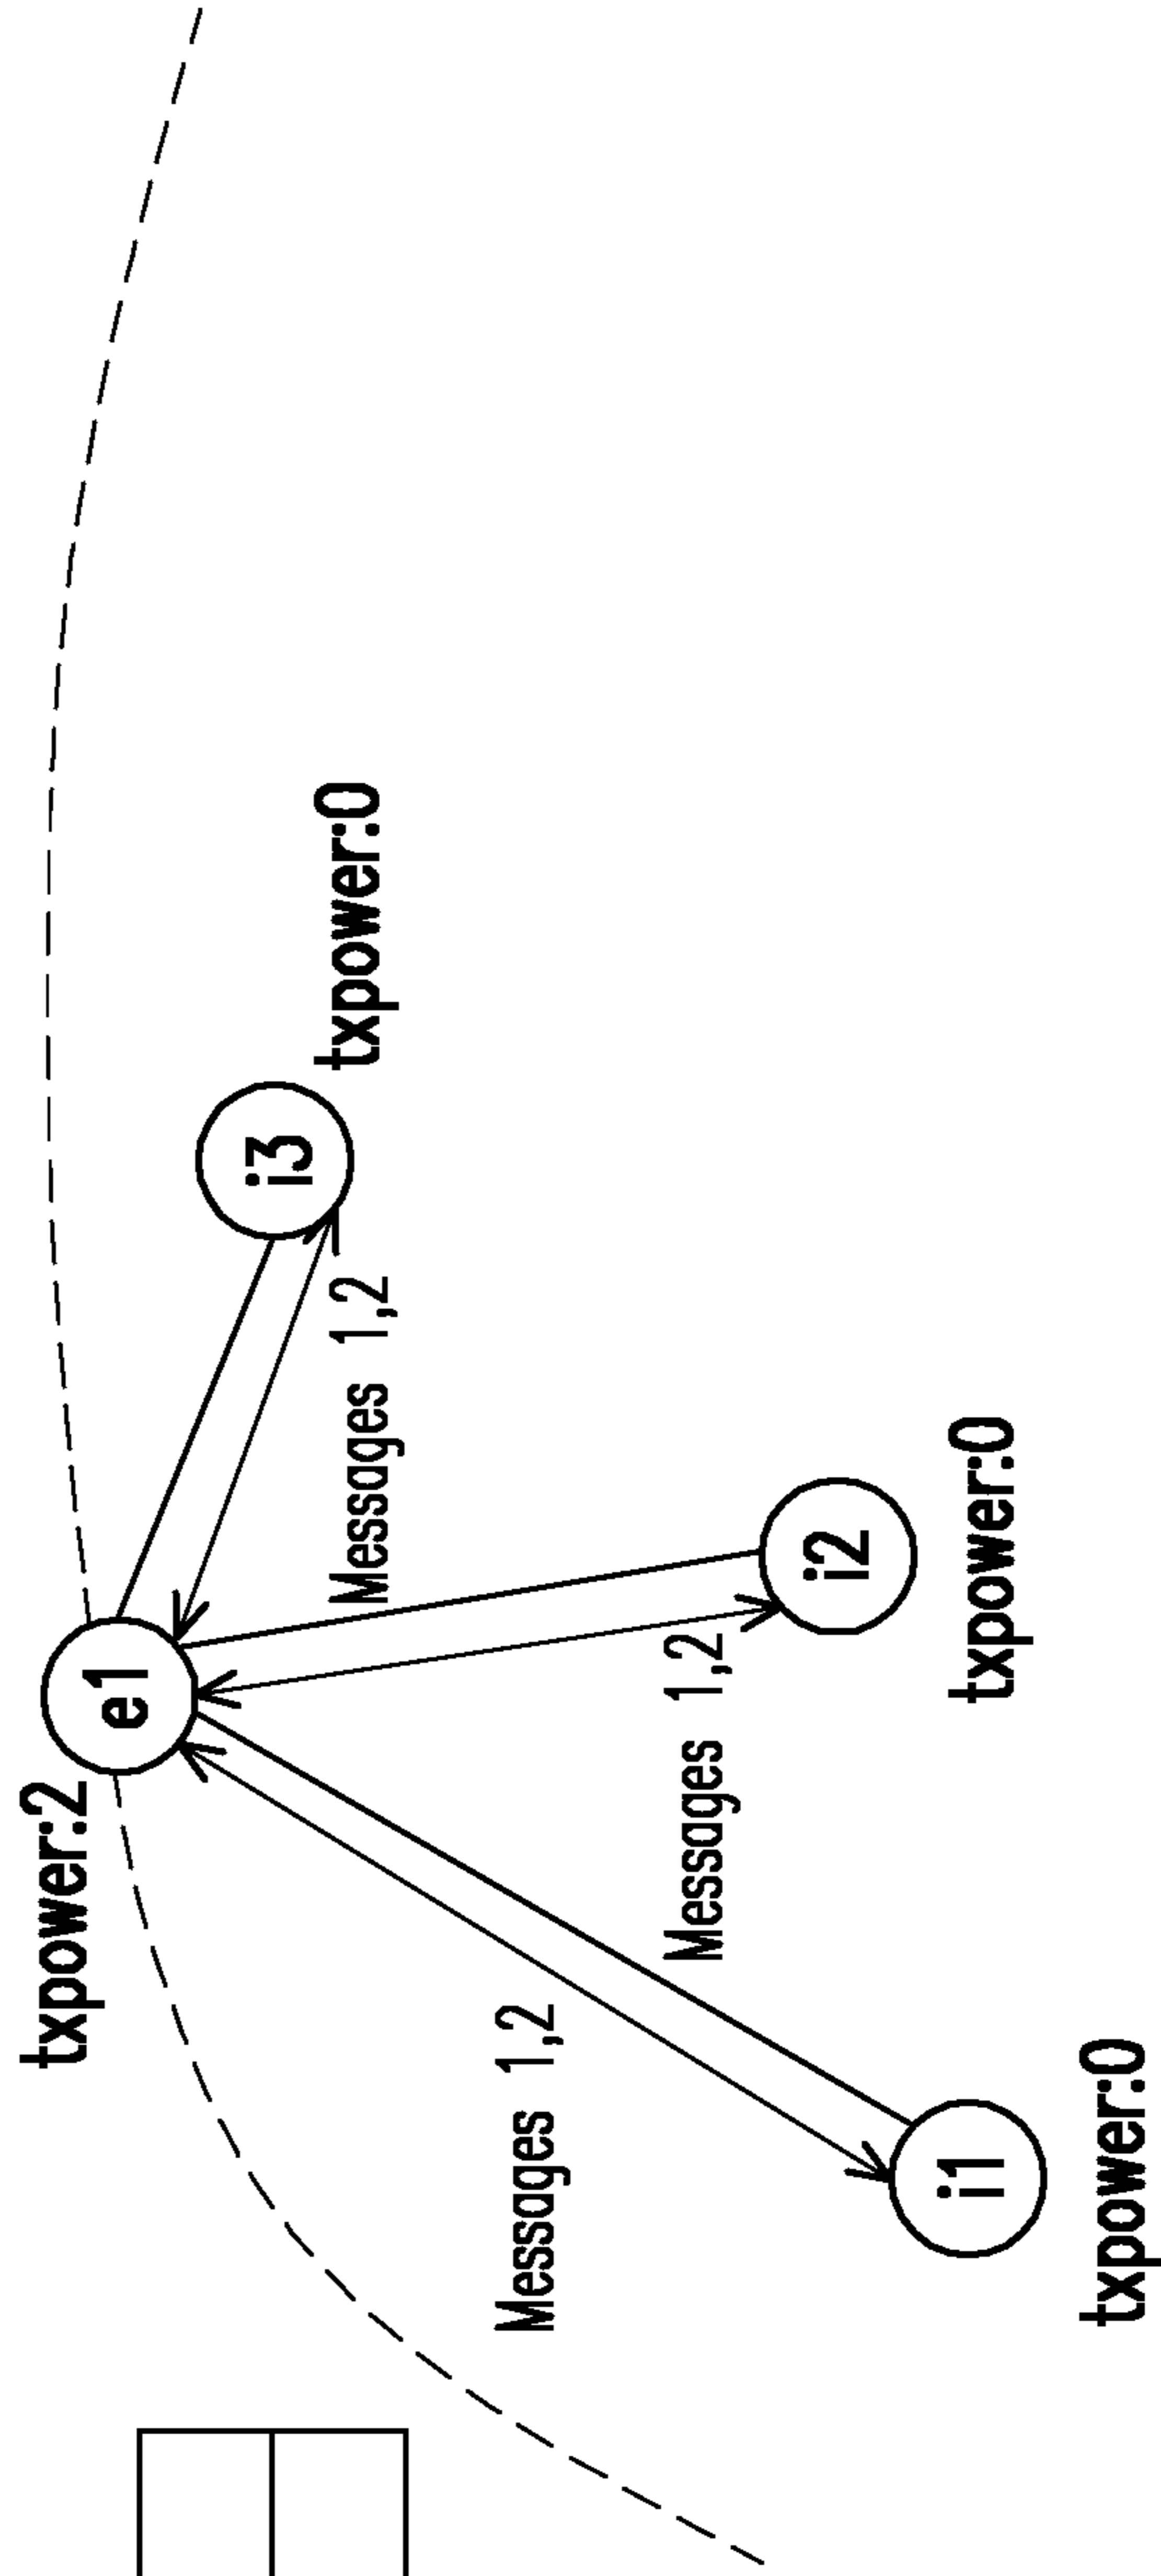 txpower:2
e1
i3
txpower:0
Messages 1,2
Messages 1,2
Messages 1,2
i2
txpower:0
i1
txpower:0